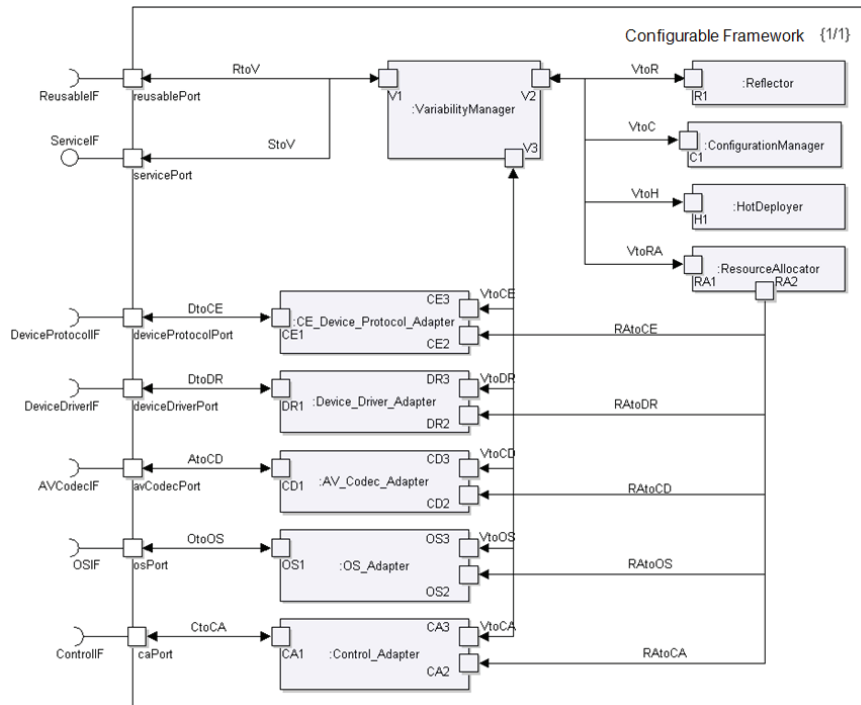 Configurable Framework {1/1}
RtoV
VtoR
ReusableIF
reusablePort
V1
V2
:VariabilityManager
R1
:Reflector
ServiceIF
StoV
VtoC
servicePort
V3
C1
:ConfigurationManager
VtoH
H1
:HotDeployer
VtoRA
RA1
:ResourceAllocator
RA2
DtoCE
CE3
VtoCE
DeviceProtocolIF
deviceProtocolPort
CE1
:CE_Device_Protocol_Adapter
CE2
RAtoCE
DtoDR
DR3
VtoDR
DeviceDriverIF
deviceDriverPort
DR1
:Device_Driver_Adapter
DR2
RAtoDR
AtoCD
CD3
VtoCD
AVCodecIF
avCodecPort
CD1
:AV_Codec_Adapter
CD2
RAtoCD
OtoOS
OS3
VtoOS
OSIF
osPort
OS1
:OS_Adapter
OS2
RAtoOS
CtoCA
CA3
VtoCA
ControlIF
caPort
CA1
:Control_Adapter
CA2
RAtoCA